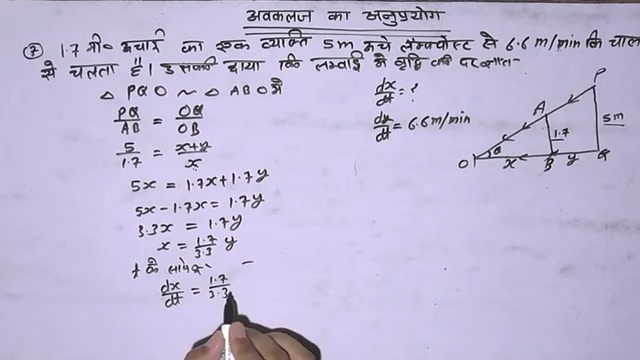 अवकलज का अनुप्रयोग
⑦ 1.7 मी० ऊचाई का एक व्यक्ति 5m ऊचे लैम्पपोस्ट से 6.6 m/min कि चाल
से चलता है। उसकी छाया कि लम्बाई मे वृद्धि की दर ज्ञात-
△ PQO ~ △ ABO में
PQ/AB = OQ/OB
5/1.7 = x+y/x
5x = 1.7x+1.7y
5x-1.7x = 1.7y
3.3x = 1.7y
x = 1.7/3.3 y
t के सापेक्ष -
dx/dt = 1.7/3.3
dx/dt = ?
dy/dt = 6.6 m/min
P
A
5m
1.7
O θ x B y Q